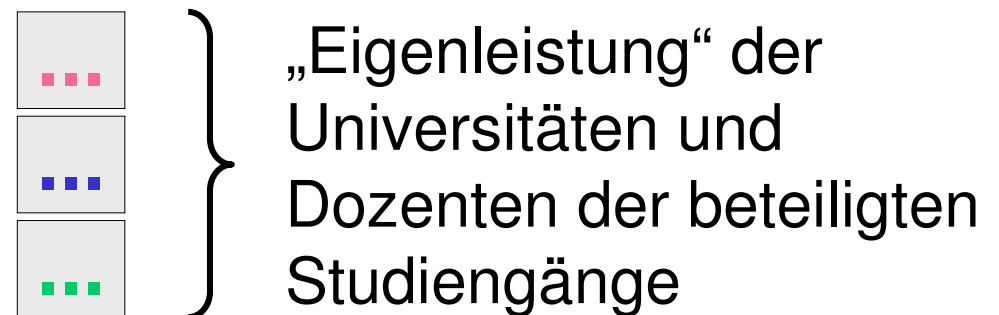 ...
...
...
„Eigenleistung“ der
Universitäten und
Dozenten der beteiligten
Studiengänge